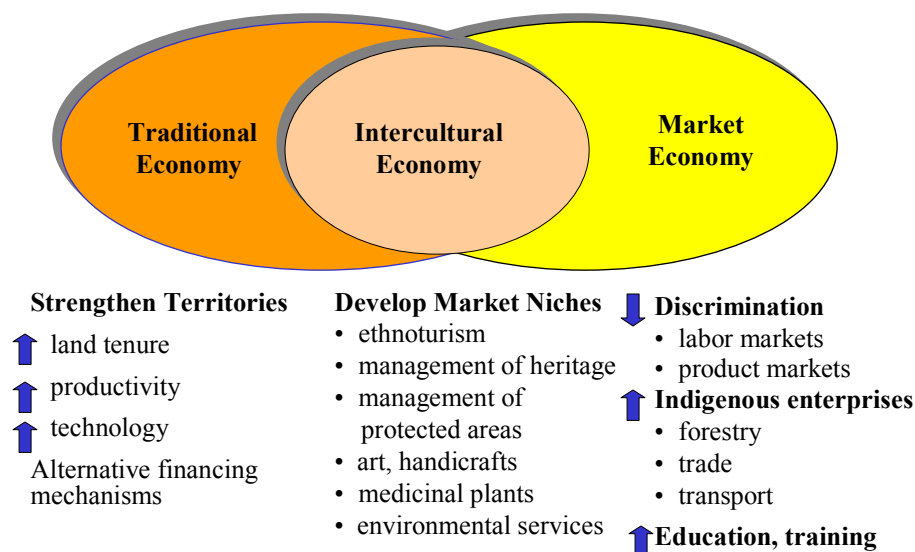 Traditional
Economy
Intercultural
Economy
Market
Economy
Strengthen Territories
land tenure
productivity
technology
Alternative financing
mechanisms
Develop Market Niches
• ethnoturism
• management of heritage
• management of
protected areas
• art, handicrafts
• medicinal plants
• environmental services
Discrimination
• labor markets
• product markets
Indigenous enterprises
• forestry
• trade
• transport
Education, training